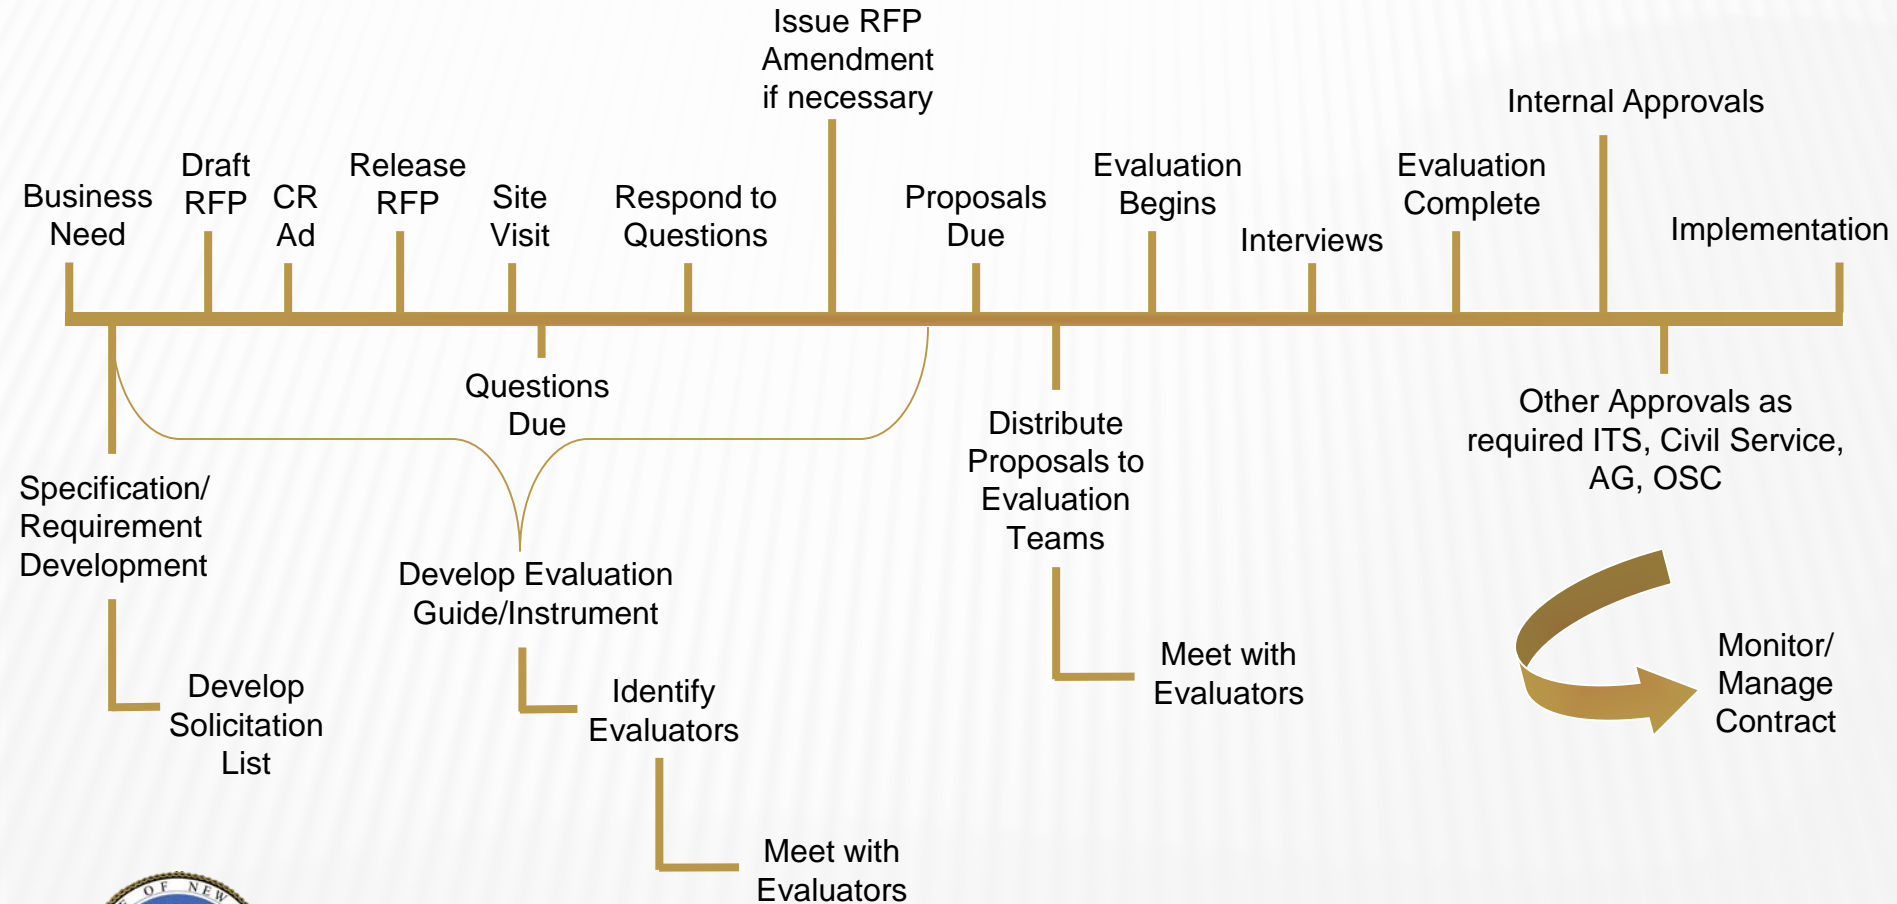 Issue RFP
Amendment
if necessary
Internal Approvals
Business
Need
Draft
RFP
CR
Ad
Release
RFP
Site
Visit
Respond to
Questions
Proposals
Due
Evaluation
Begins
Interviews
Evaluation
Complete
Implementation
Questions
Due
Specification/
Requirement
Development
Develop
Solicitation
List
Develop Evaluation
Guide/Instrument
Identify
Evaluators
Meet with
Evaluators
Distribute
Proposals to
Evaluation
Teams
Meet with
Evaluators
Other Approvals as
required ITS, Civil Service,
AG, OSC
Monitor/
Manage
Contract
OF NEW